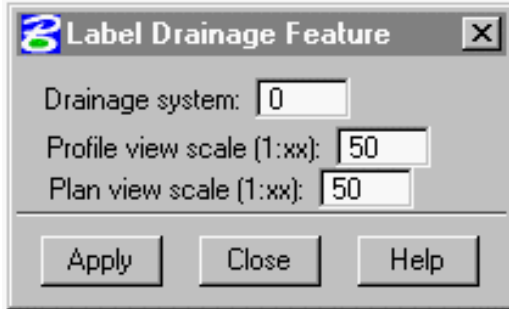 Label Drainage Feature
Drainage system: 0
Profile view scale (1:xx): 50
Plan view scale (1:xx): 50
Apply Close Help